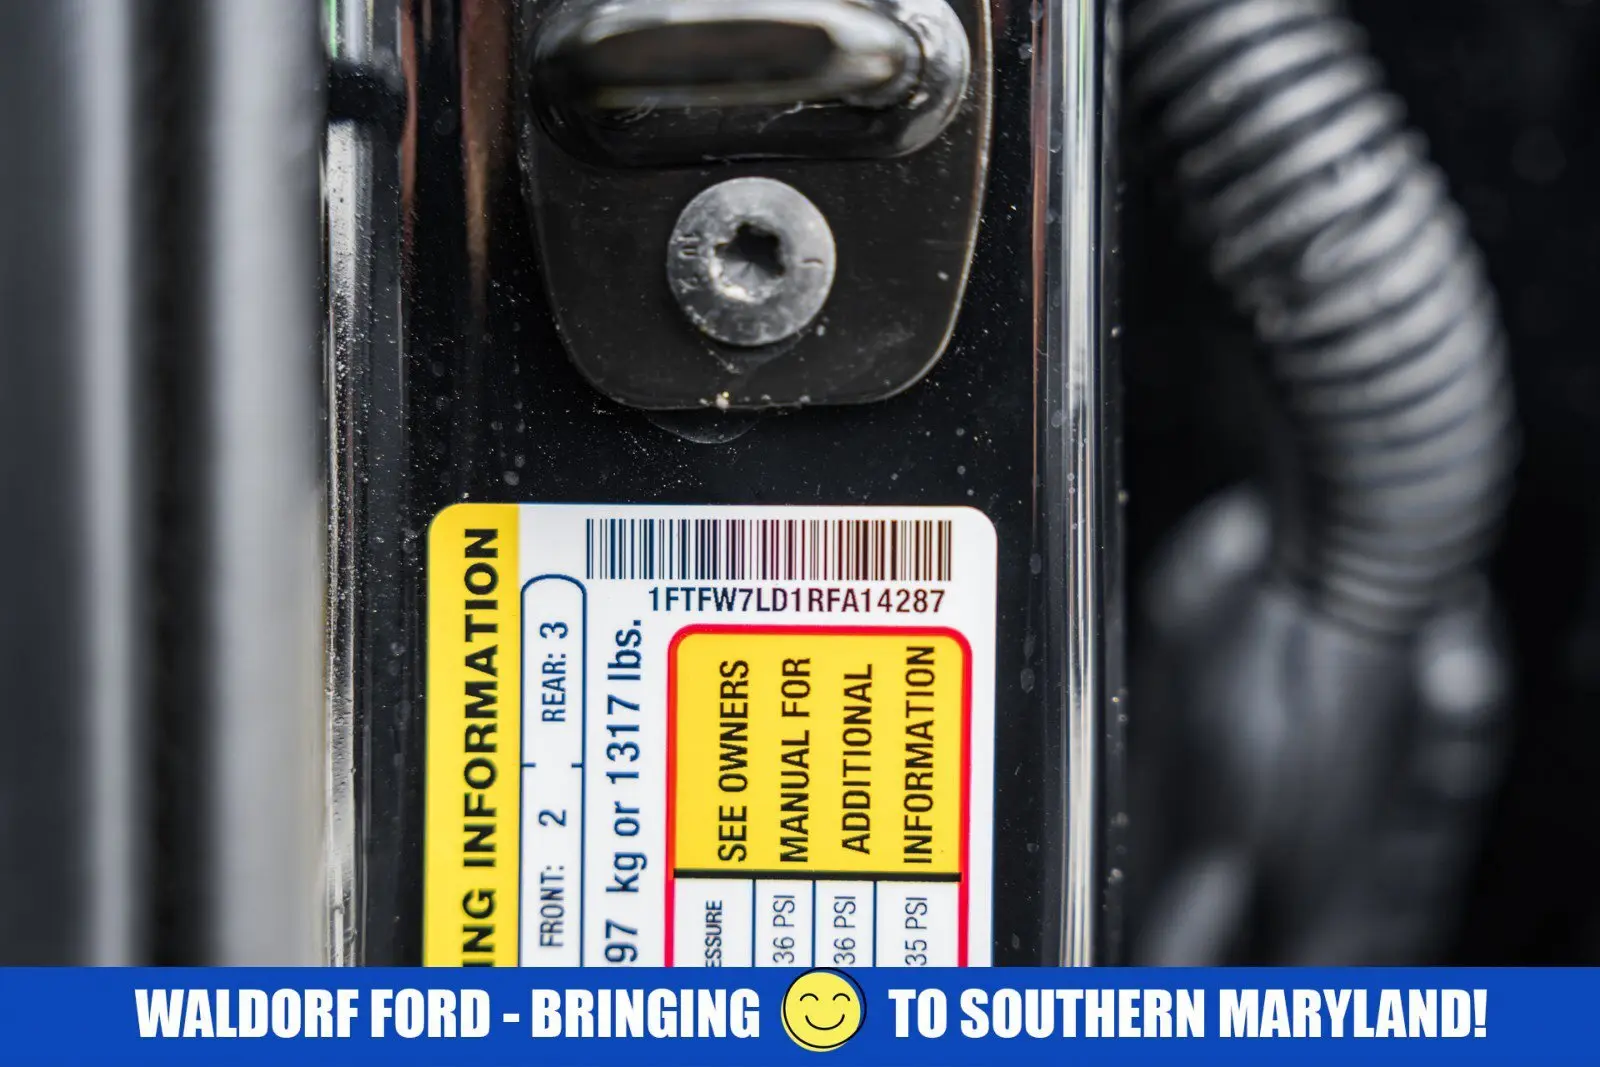 1FTFW7LD1RFA14287
ING INFORMATION
FRONT: 2 REAR: 3
97 kg or 1317 lbs.
SEE OWNERS
MANUAL FOR
ADDITIONAL
INFORMATION
ESSURE
36 PSI
36 PSI
35 PSI
WALDORF FORD - BRINGING TO SOUTHERN MARYLAND!